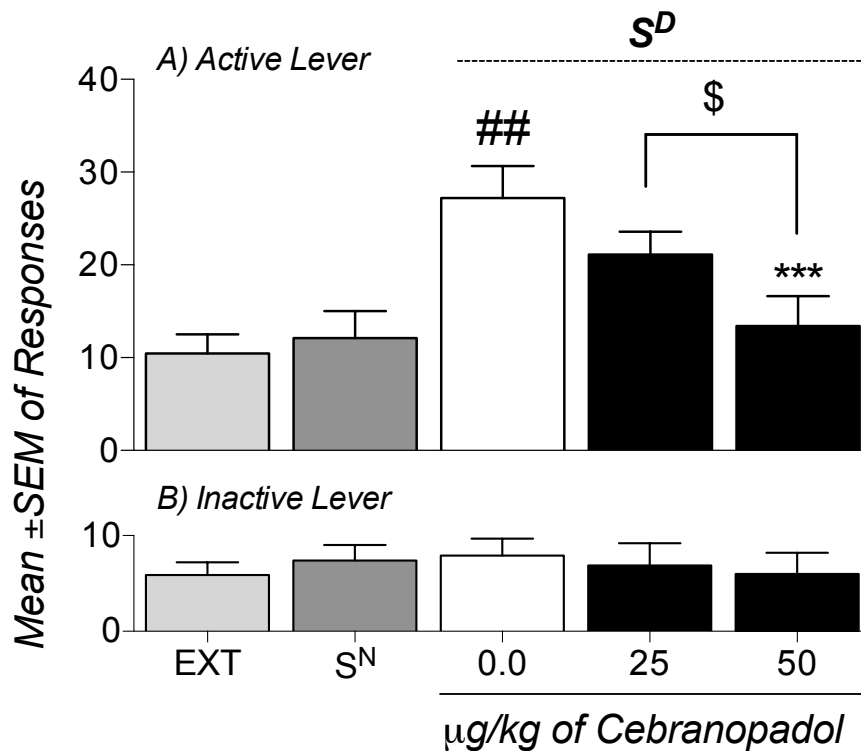 S^D
A) Active Lever
40
30
20
10
0
##
$
***
Mean ±SEM of Responses
B) Inactive Lever
10
0
EXT S^N 0.0 25 50
μg/kg of Cebranopadol